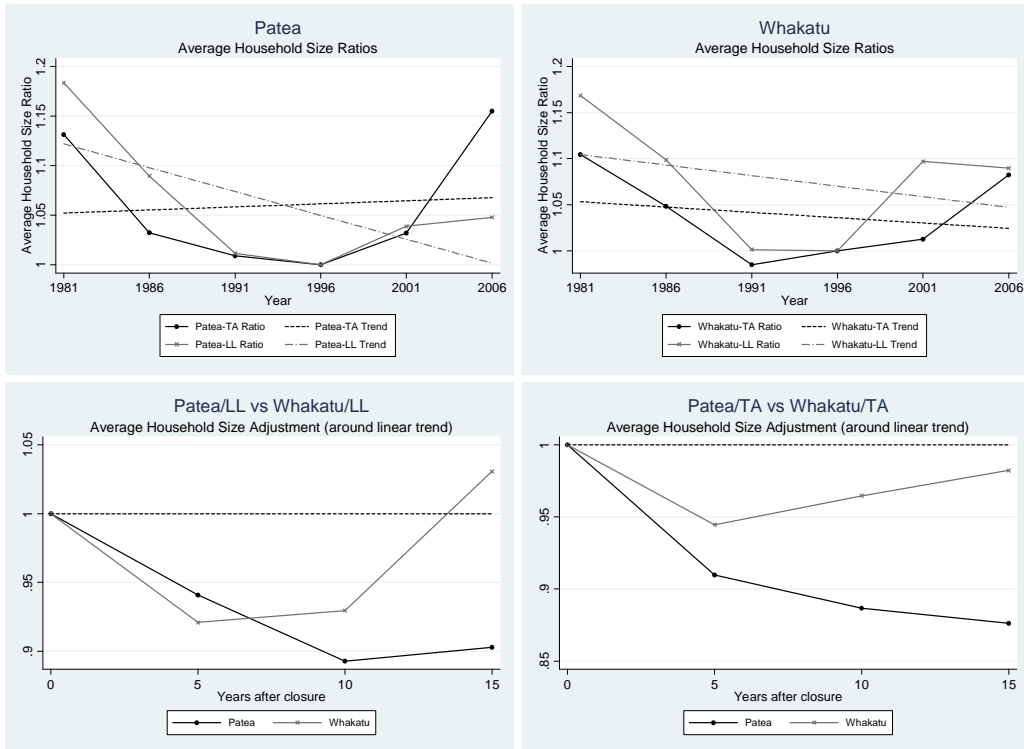 Patea
Average Household Size Ratios
Average Household Size Ratio
1.2
1.15
1.1
1.05
1
1981 1986 1991 1996 2001 2006
Year
Patea-TA Ratio Patea-TA Trend
Patea-LL Ratio Patea-LL Trend
Whakatu
Average Household Size Ratios
Average Household Size Ratio
1.2
1.15
1.1
1.05
1
1981 1986 1991 1996 2001 2006
Year
Whakatu-TA Ratio Whakatu-TA Trend
Whakatu-LL Ratio Whakatu-LL Trend
Patea/LL vs Whakatu/LL
Average Household Size Adjustment (around linear trend)
1.05
1
.95
.9
0 5 10 15
Years after closure
Patea Whakatu
Patea/TA vs Whakatu/TA
Average Household Size Adjustment (around linear trend)
1
.95
.9
.85
0 5 10 15
Years after closure
Patea Whakatu